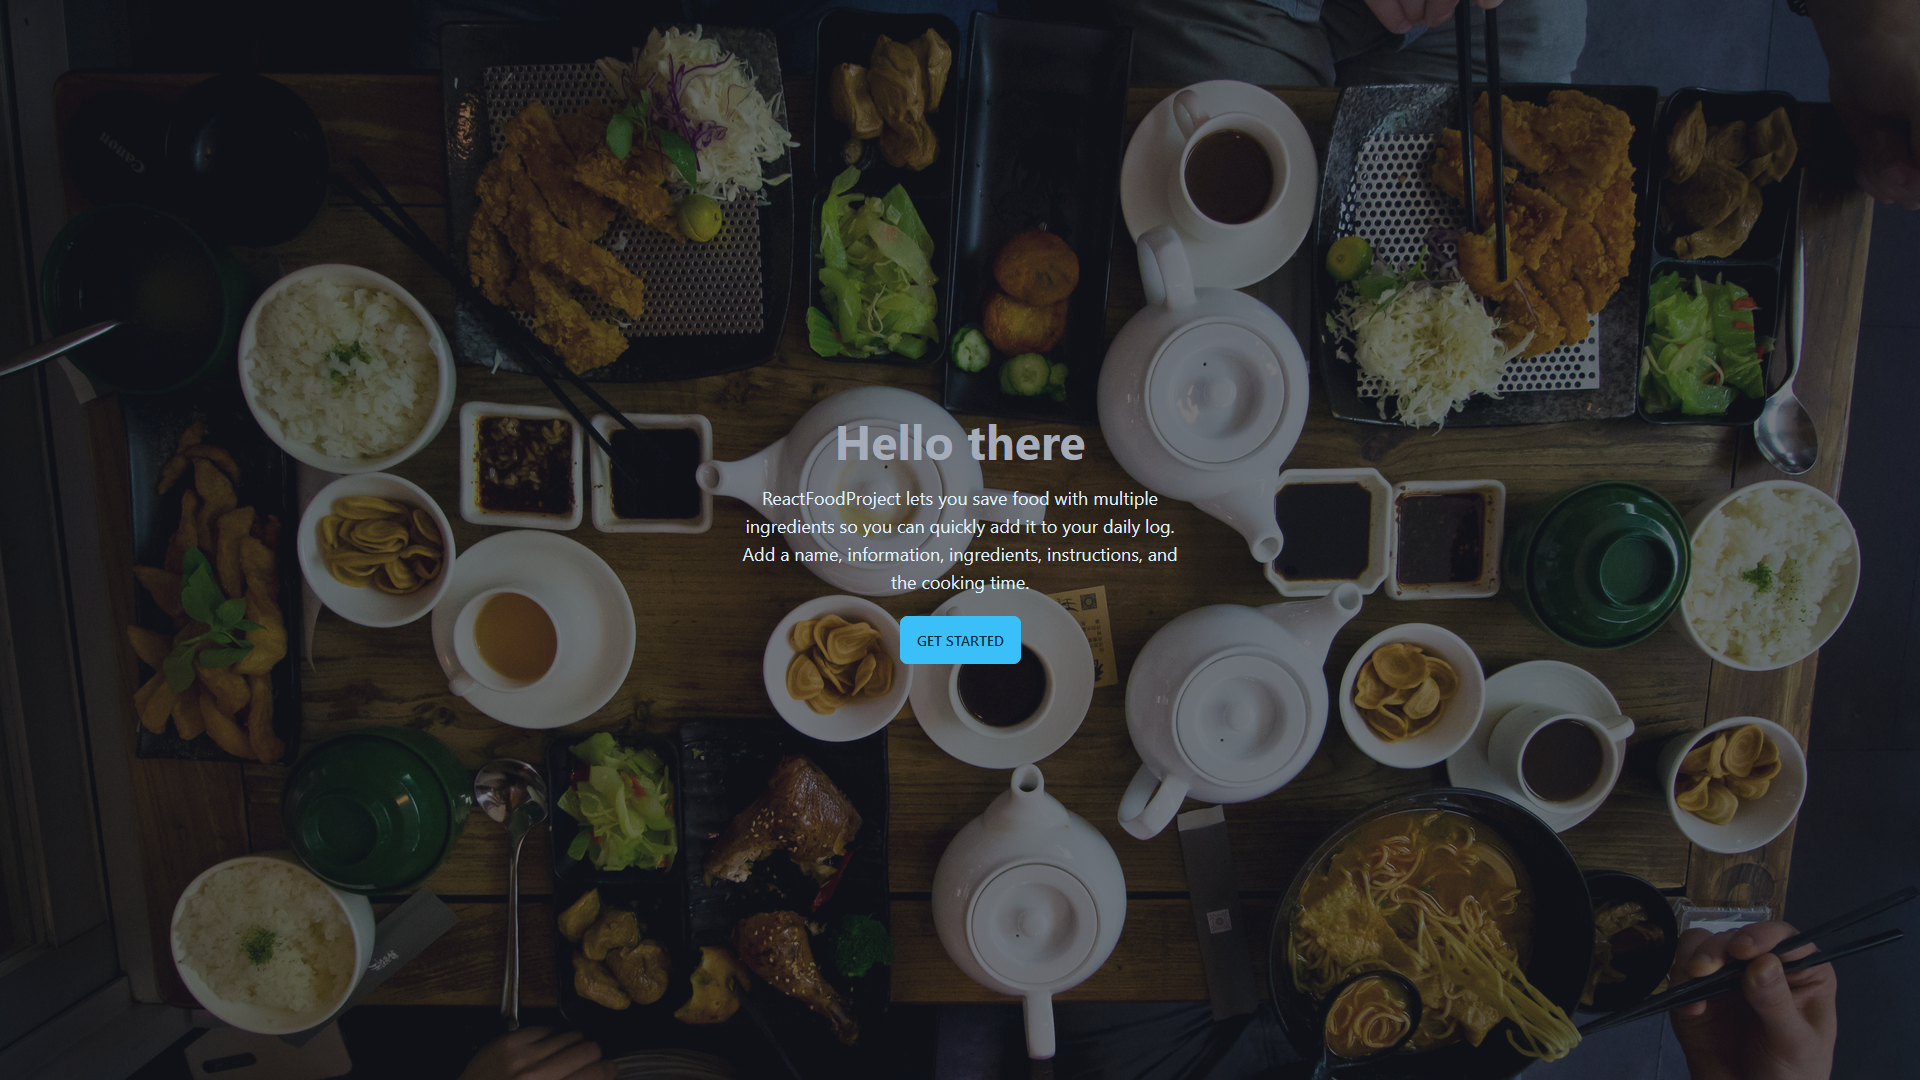 Canon
Hello there
ReactFoodProject lets you save food with multiple
ingredients so you can quickly add it to your daily log.
Add a name, information, ingredients, instructions, and
the cooking time.
GET STARTED